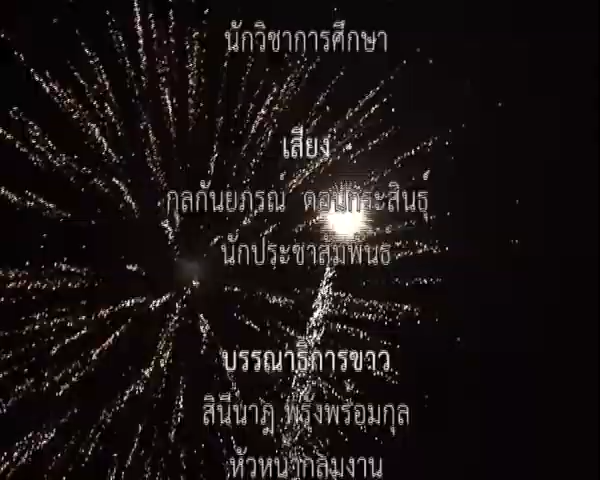 นักวิชาการศึกษา
เสียง
กุลกันยภรณ์ ดอนกระสินธุ์
นักประชาสัมพันธ์
บรรณาธิการข่าว
สินีนาฎ พรั่งพร้อมกุล
หัวหน้ากลุ่มงาน